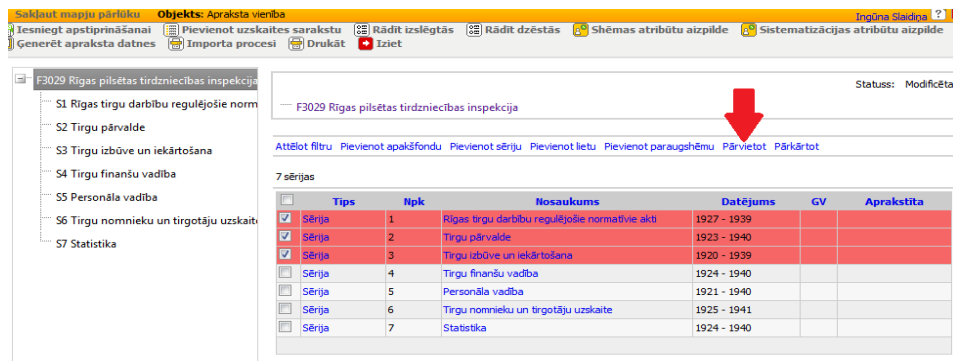 Sakļaut mapju pārlūku Objekts: Apraksta vienība
Ingūna Slaidiņa ?
Iesniegt apstiprināšanai Pievienot uzskaites sarakstu Rādīt izslēgtās Rādīt dzēstās Shēmas atribūtu aizpilde Sistematizācijas atribūtu aizpilde
Ģenerēt apraksta datnes Importa procesi Drukāt Iziet
F3029 Rīgas pilsētas tirdzniecības inspekcija
S1 Rīgas tirgu darbību regulējošie norm
S2 Tirgu pārvalde
S3 Tirgu izbūve un iekārtošana
S4 Tirgu finanšu vadība
S5 Personāla vadība
S6 Tirgu nomnieku un tirgotāju uzskait
S7 Statistika
Statuss: Modificēta
F3029 Rīgas pilsētas tirdzniecības inspekcija
Attēlot filtru Pievienot apakšfondu Pievienot sēriju Pievienot lietu Pievienot paraugshēmu Pārvietot Pārkārtot
7 sērijas
Tips Npk Nosaukums Datējums GV Aprakstīta
Sērija 1 Rīgas tirgu darbību regulējošie normatīvie akti 1927 - 1939
Sērija 2 Tirgu pārvalde 1923 - 1940
Sērija 3 Tirgu izbūve un iekārtošana 1920 - 1939
Sērija 4 Tirgu finanšu vadība 1924 - 1940
Sērija 5 Personāla vadība 1921 - 1940
Sērija 6 Tirgu nomnieku un tirgotāju uzskaite 1925 - 1941
Sērija 7 Statistika 1924 - 1940